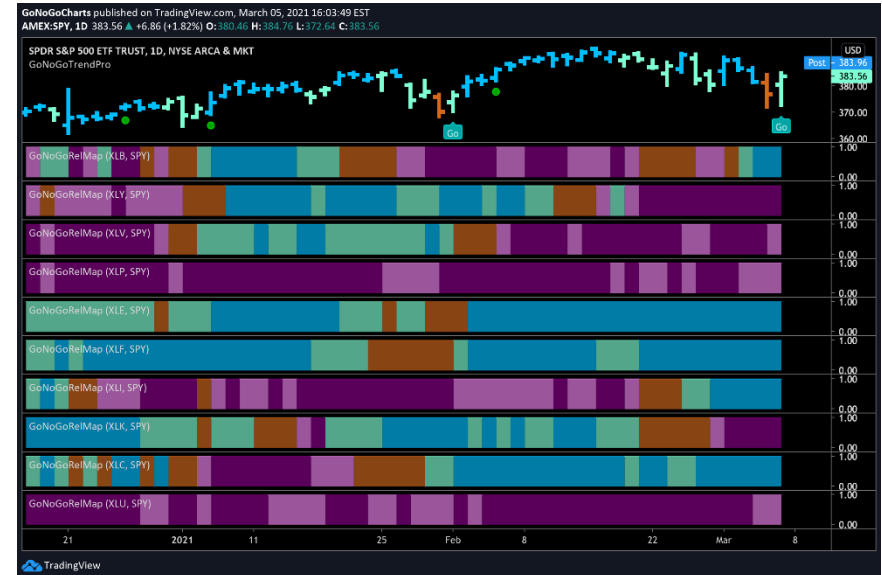 GoNoGoCharts published on TradingView.com, March 05, 2021 16:03:49 EST
AMEX:SPY, 1D 383.56 ▲ +6.86 (+1.82%) O:380.46 H:384.76 L:372.64 C:383.56
SPDR S&P 500 ETF TRUST, 1D, NYSE ARCA & MKT
USD
GoNoGoTrendPro
Post 383.96
383.56
380.00
370.00
Go
Go
360.00
GoNoGoRelMap (XLB, SPY)
1.00
0.00
GoNoGoRelMap (XLY, SPY)
1.00
0.00
GoNoGoRelMap (XLV, SPY)
1.00
0.00
GoNoGoRelMap (XLP, SPY)
1.00
0.00
GoNoGoRelMap (XLE, SPY)
1.00
0.00
GoNoGoRelMap (XLF, SPY)
1.00
0.00
GoNoGoRelMap (XLI, SPY)
1.00
0.00
GoNoGoRelMap (XLK, SPY)
1.00
0.00
GoNoGoRelMap (XLC, SPY)
1.00
0.00
GoNoGoRelMap (XLU, SPY)
1.00
0.00
21 2021 11 25 Feb 8 22 Mar 8
TradingView